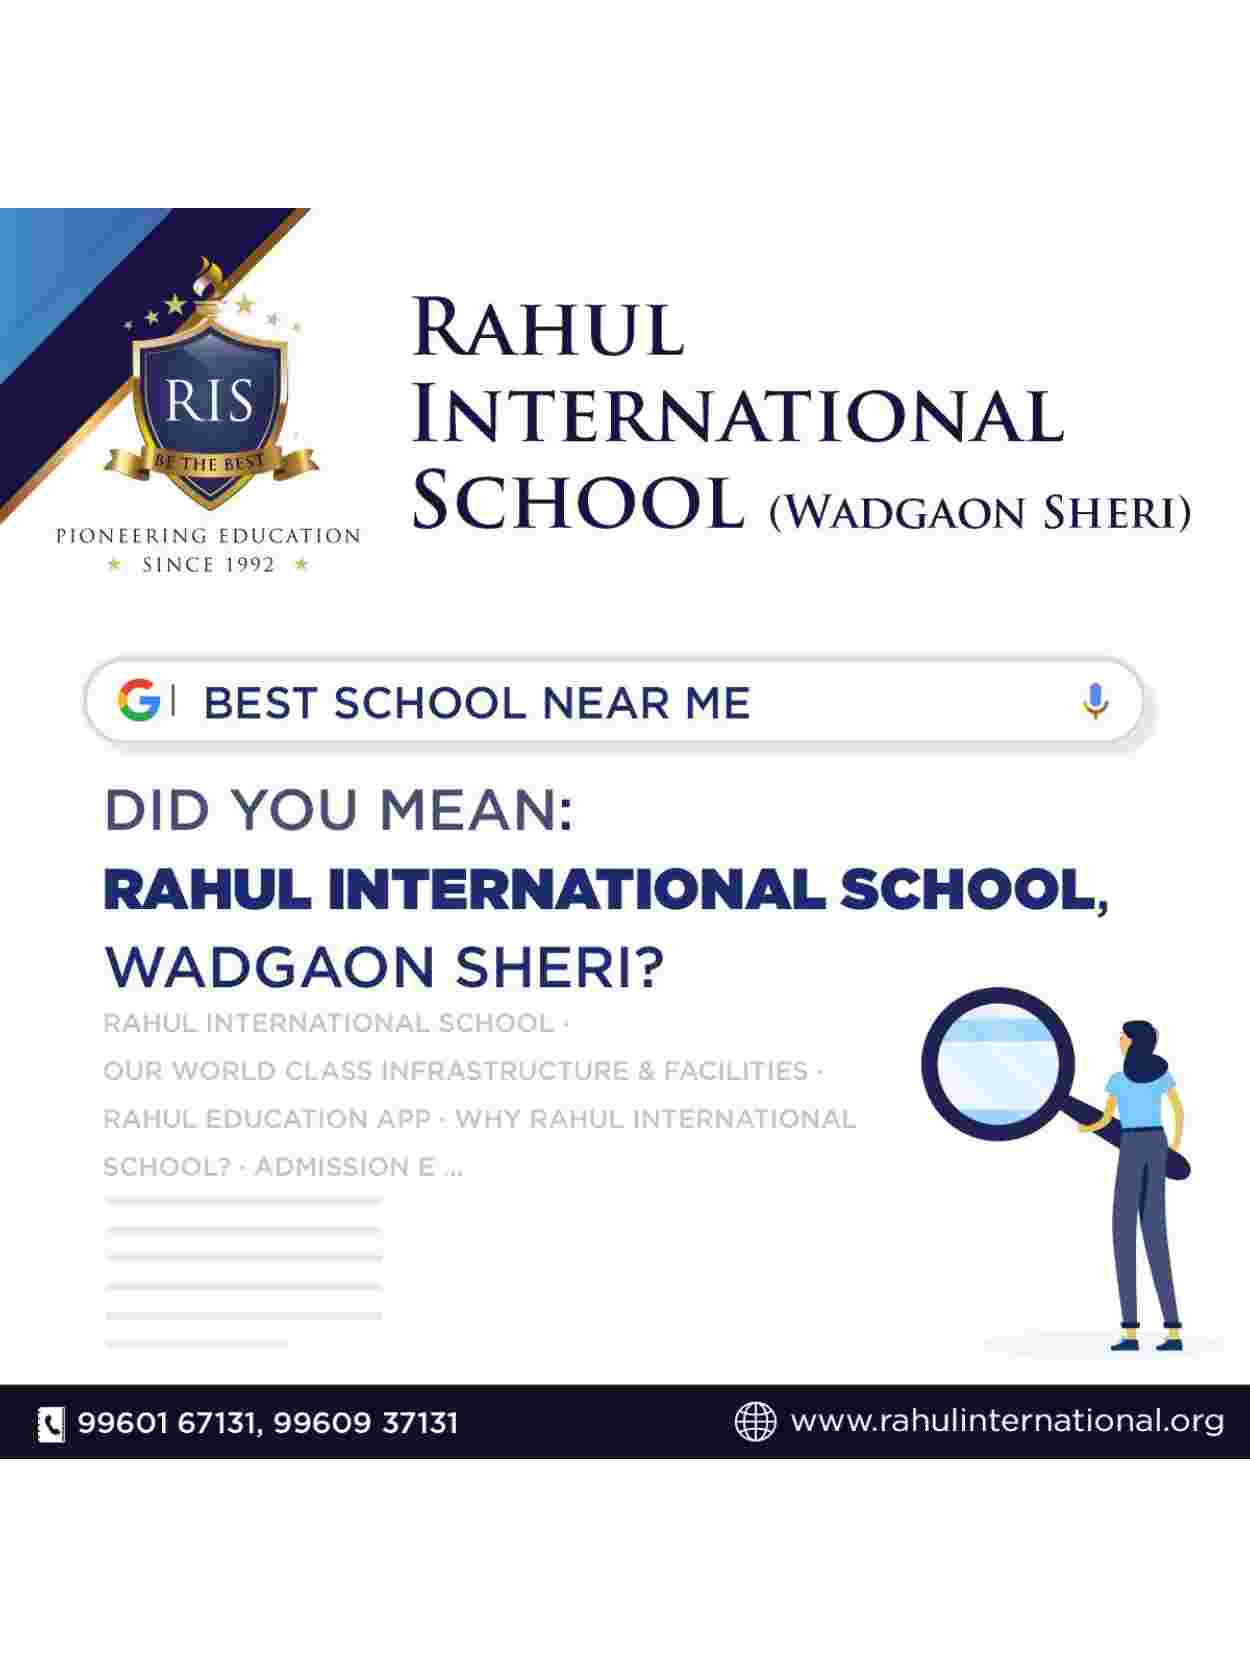 RIS
BE THE BEST
PIONEERING EDUCATION
SINCE 1992
RAHUL
INTERNATIONAL
SCHOOL (WADGAON SHERI)
G| BEST SCHOOL NEAR ME
DID YOU MEAN:
RAHUL INTERNATIONAL SCHOOL,
WADGAON SHERI?
RAHUL INTERNATIONAL SCHOOL ·
OUR WORLD CLASS INFRASTRUCTURE & FACILITIES ·
RAHUL EDUCATION APP · WHY RAHUL INTERNATIONAL
SCHOOL? · ADMISSION E ...
99601 67131, 99609 37131
www.rahulinternational.org